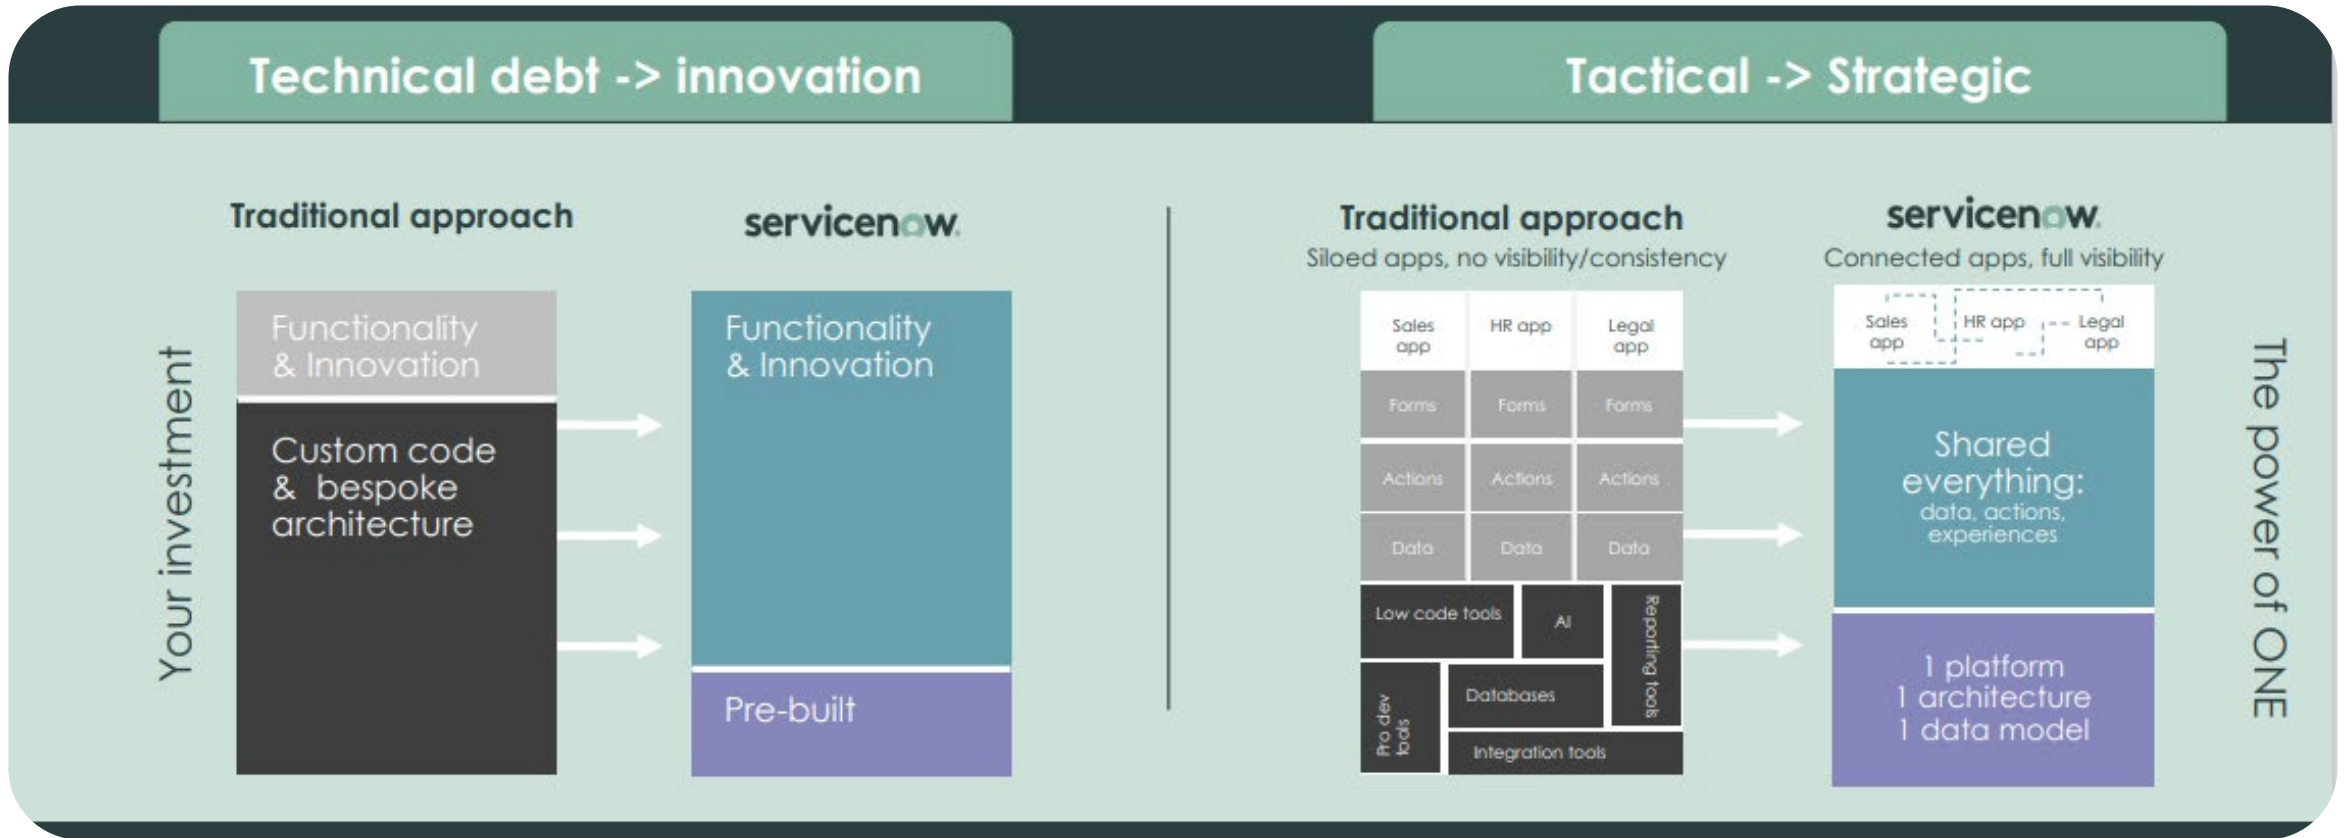 Technical debt -> innovation
Your investment
Traditional approach
Functionality
& Innovation
Custom code
& bespoke
architecture
servicenow.
Functionality
& Innovation
Pre-built
Tactical -> Strategic
Traditional approach
Siloed apps, no visibility/consistency
Sales
app
HR app
Legal
app
Forms
Forms
Forms
Actions
Actions
Actions
Data
Data
Data
Low code tools
AI
Reporting tools
Pro dev
tools
Databases
Integration tools
servicenow.
Connected apps, full visibility
Sales
app
HR app
Legal
app
Shared
everything:
data, actions,
experiences
1 platform
1 architecture
1 data model
The power of ONE